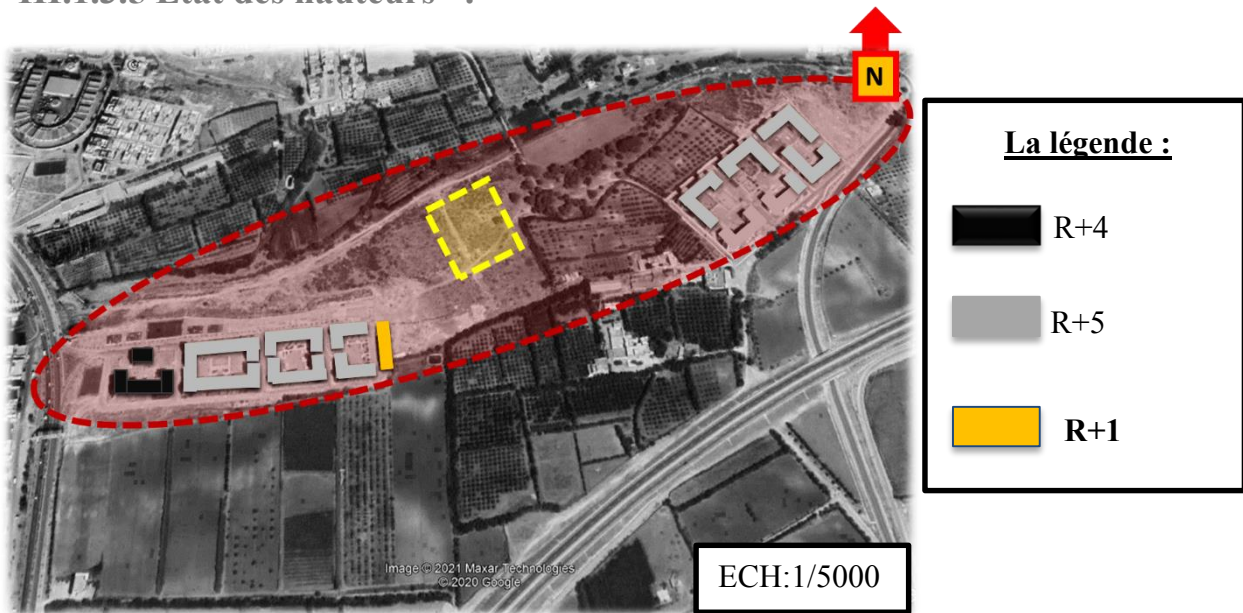 N
La légende :
R+4
R+5
R+1
Image © 2021 Maxar Technologies
© 2020 Google
ECH:1/5000